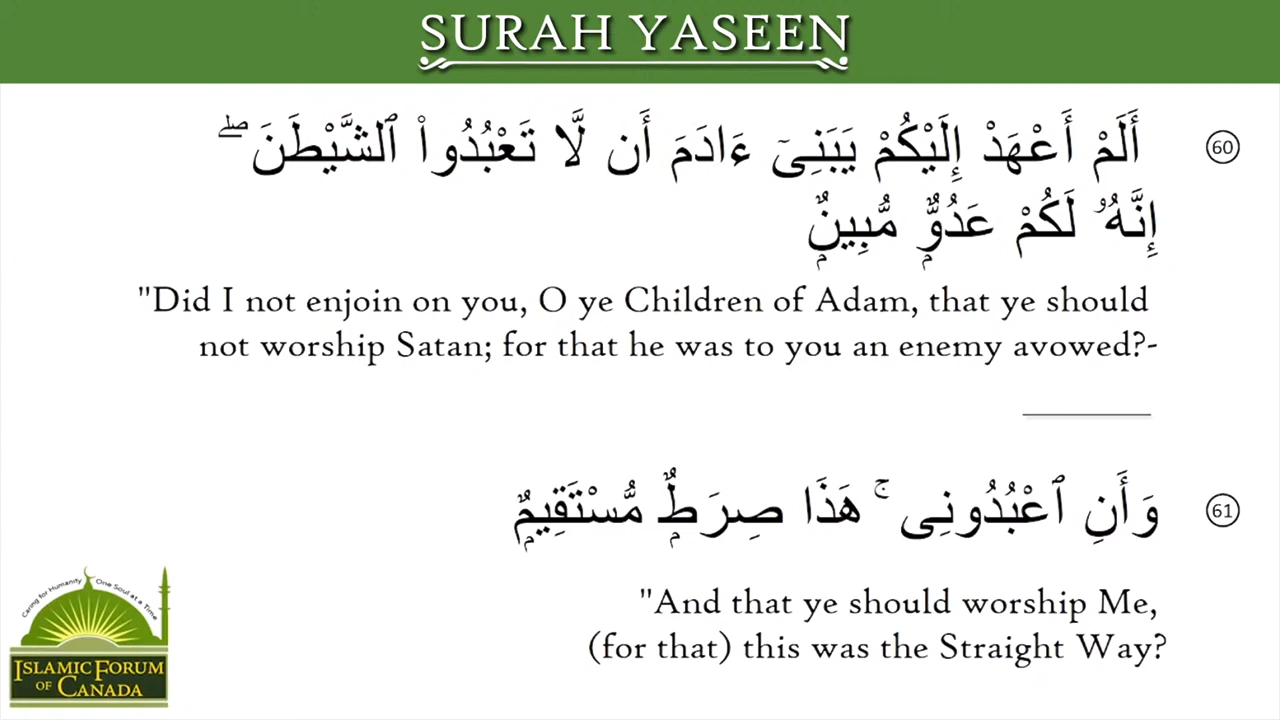 SURAH YASEEN
أَلَمْ أَعْهَدْ إِلَيْكُمْ يَبَنِىٓ ءَادَمَ أَن لَّا تَعْبُدُوا۟ ٱلشَّيْطَنَ ۖ
60
إِنَّهُۥ لَكُمْ عَدُوٌّۭ مُّبِينٌۭ
"Did I not enjoin on you, O ye Children of Adam, that ye should
not worship Satan; for that he was to you an enemy avowed?-
وَأَنِ ٱعْبُدُونِى ۚ هَذَا صِرَطٌۭ مُّسْتَقِيمٌۭ
61
"And that ye should worship Me,
(for that) this was the Straight Way?
Caring for Humanity One Soul at a Time
ISLAMIC FORUM
OF CANADA